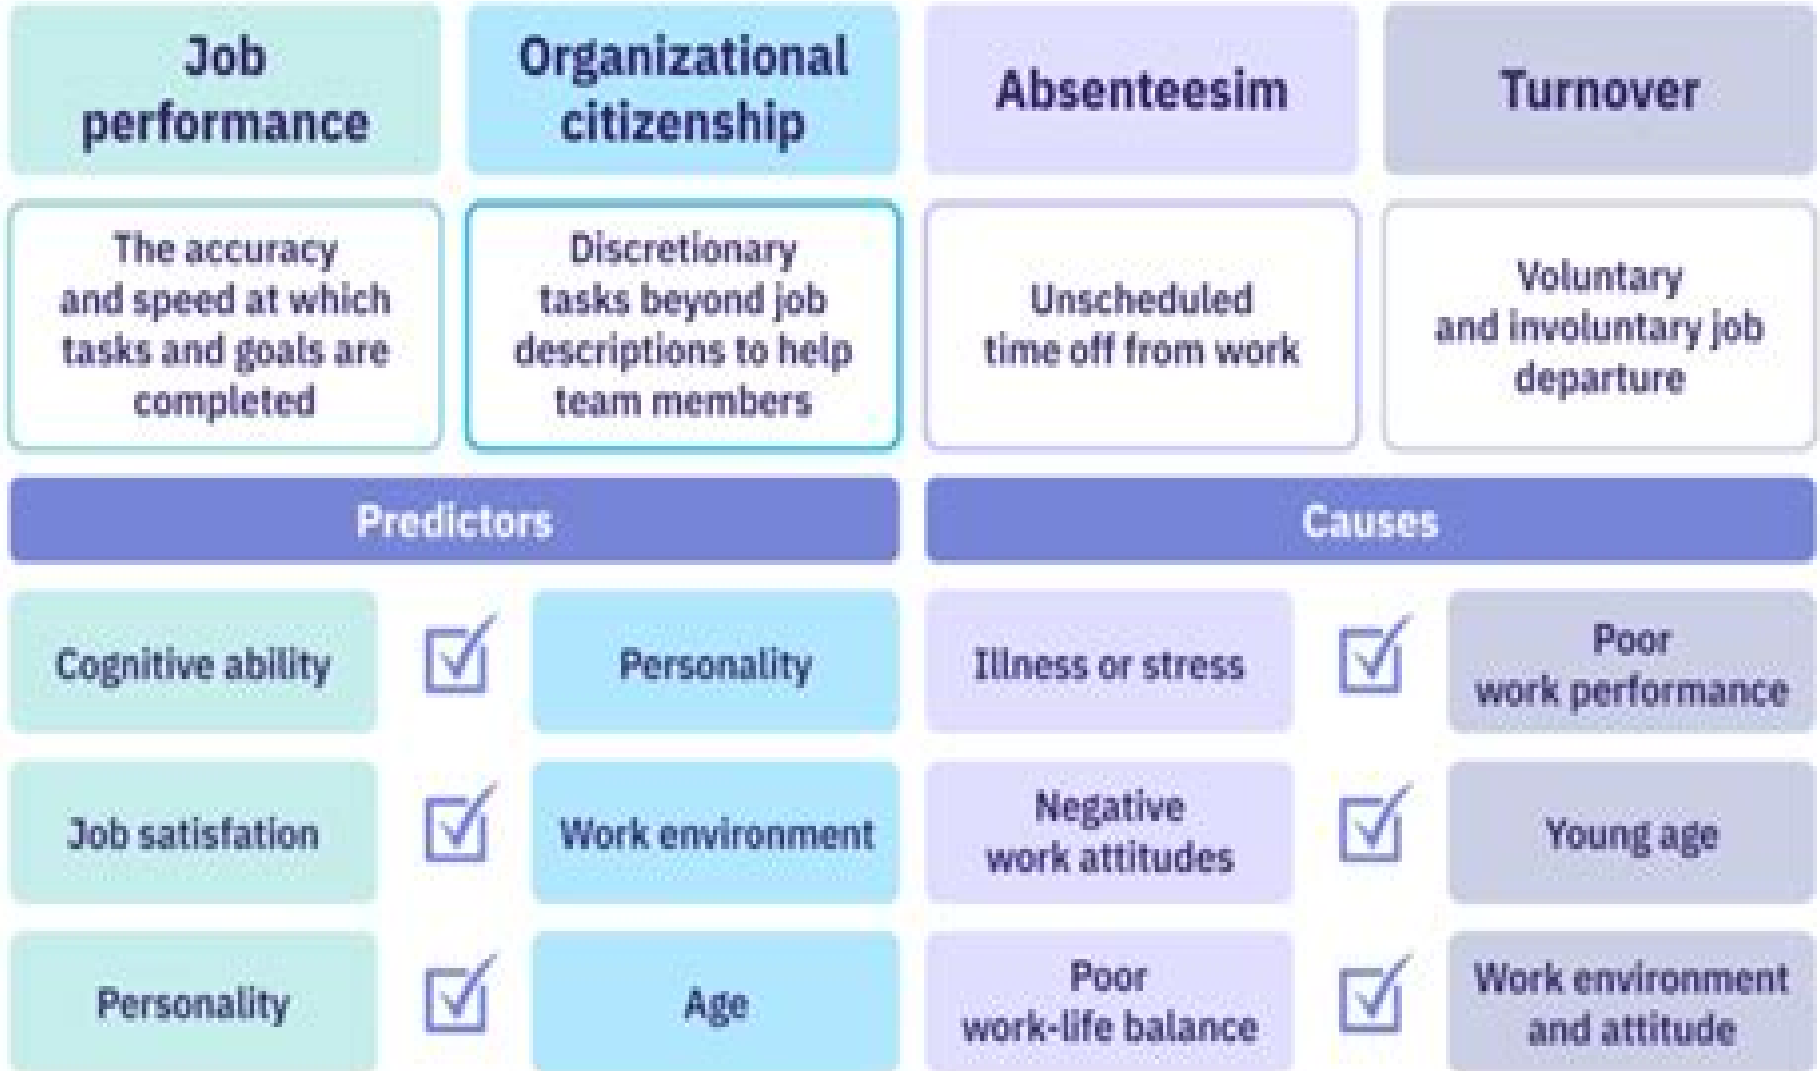 Job
performance
Organizational
citizenship
Absenteesim
Turnover
The accuracy
and speed at which
tasks and goals are
completed
Discretionary
tasks beyond job
descriptions to help
team members
Unscheduled
time off from work
Voluntary
and involuntary job
departure
Predictors
Causes
Cognitive ability
Personality
Illness or stress
Poor
work performance
Job satisfation
Work environment
Negative
work attitudes
Young age
Personality
Age
Poor
work-life balance
Work environment
and attitude